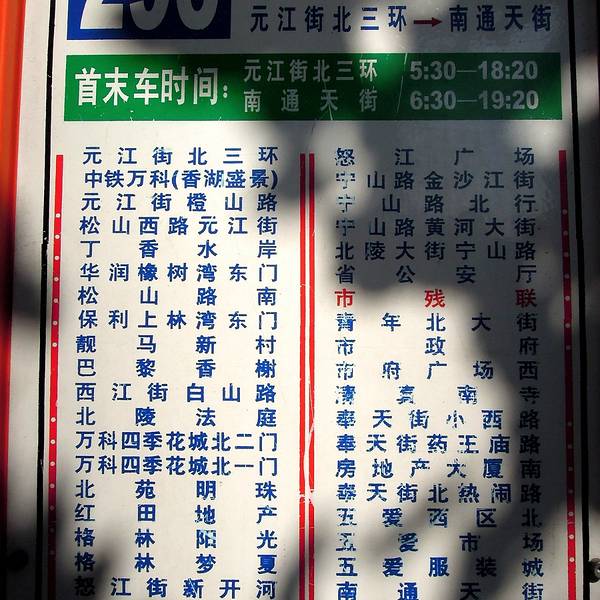 元江街北三环→南通天街
首末车时间：
元江街北三环 5:30—18:20
南通天街 6:30—19:20
元江街北三环
中铁万科(香湖盛景)
元江街橙山路
松山西路元江街
丁香水岸
华润橡树湾东门
松山路南
保利上林湾东门
靓马新村
巴黎香榭
西江街白山路
北陵法庭
万科四季花城北二门
万科四季花城北一门
北苑明珠
红田地产
格林阳光
格林梦夏
怒江街新开河
怒江广场
宁山路金沙江街
宁山路北行
宁山路黄河大街
北陵大街宁山路
省公安厅
市残联
青年北大街
市政府
市府广场西
清真南寺
奉天街小西路
奉天街药王庙路
房地产大厦南
奉天街北热闹路
五爱西区北
五爱市场
五爱服装城
南通天街